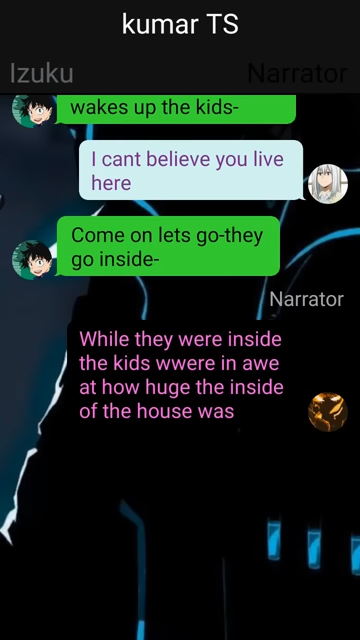 kumar TS
Izuku
Narrator
wakes up the kids-
I cant believe you live
here
Come on lets go-they
go inside-
Narrator
While they were inside
the kids wwere in awe
at how huge the inside
of the house was